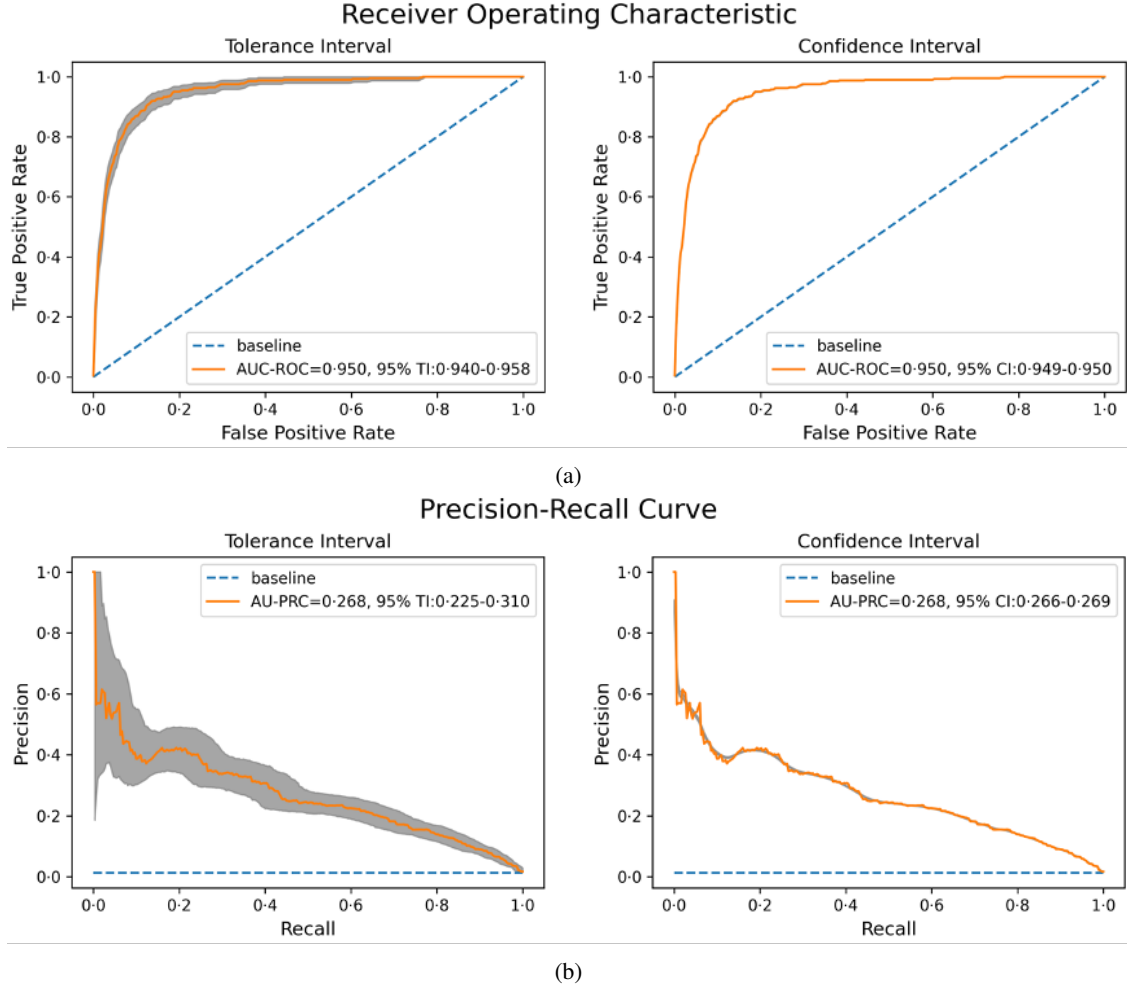 Receiver Operating Characteristic
Tolerance Interval
Confidence Interval
True Positive Rate
1·0
0·8
0·6
0·4
0·2
0·0
baseline
AUC-ROC=0·950, 95% TI:0·940-0·958
0·0 0·2 0·4 0·6 0·8 1·0
False Positive Rate
True Positive Rate
1·0
0·8
0·6
0·4
0·2
0·0
baseline
AUC-ROC=0·950, 95% CI:0·949-0·950
0·0 0·2 0·4 0·6 0·8 1·0
False Positive Rate
(a)
Precision-Recall Curve
Tolerance Interval
Confidence Interval
Precision
1·0
0·8
0·6
0·4
0·2
0·0
baseline
AU-PRC=0·268, 95% TI:0·225-0·310
0·0 0·2 0·4 0·6 0·8 1·0
Recall
Precision
1·0
0·8
0·6
0·4
0·2
0·0
baseline
AU-PRC=0·268, 95% CI:0·266-0·269
0·0 0·2 0·4 0·6 0·8 1·0
Recall
(b)